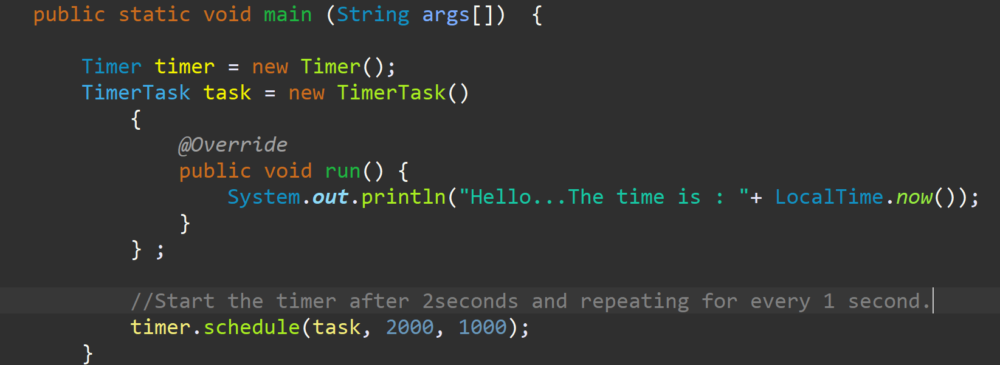 public static void main (String args[])  {
Timer timer = new Timer();
TimerTask task = new TimerTask()
{
@Override
public void run() {
System.out.println("Hello...The time is : "+ LocalTime.now());
}
} ;
//Start the timer after 2seconds and repeating for every 1 second.
timer.schedule(task, 2000, 1000);
}